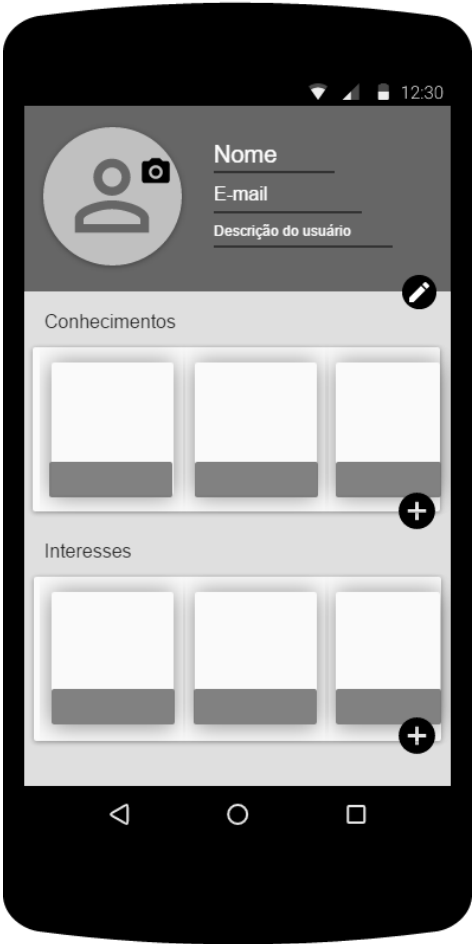 12:30
Nome
E-mail
Descrição do usuário
Conhecimentos
Interesses